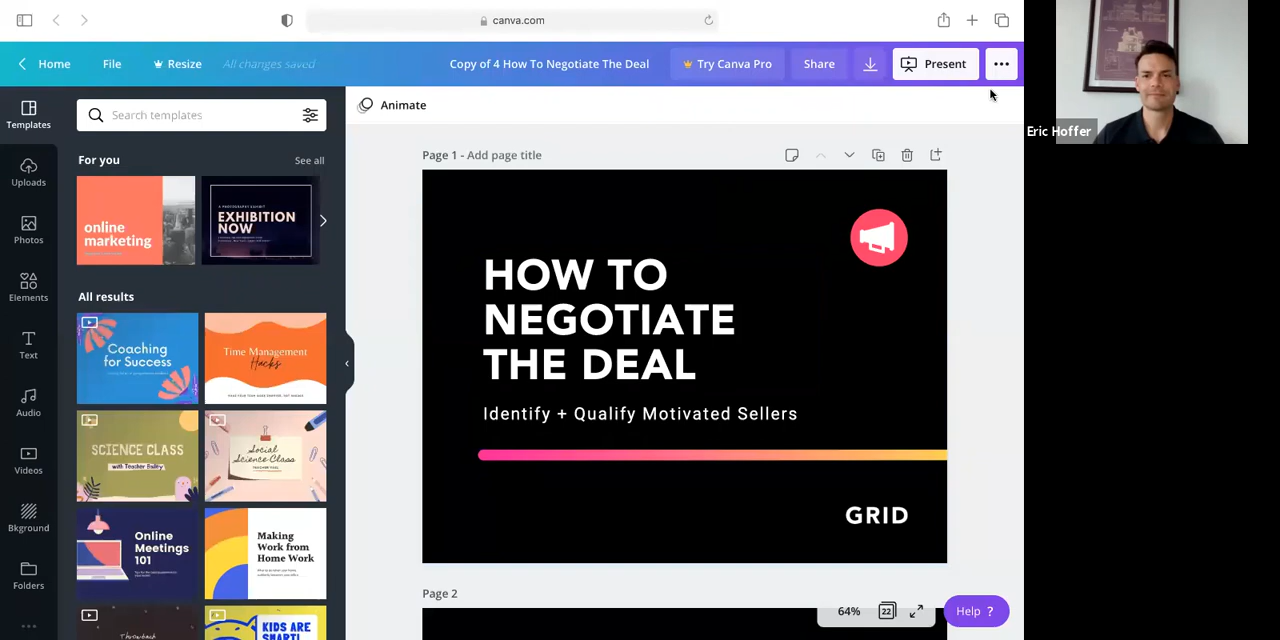 canva.com
Home
File
Resize
All changes saved
Copy of 4 How To Negotiate The Deal
Try Canva Pro
Share
Present
Eric Hoffer
Templates
Uploads
Photos
Elements
Text
Audio
Videos
Bkground
Folders
Search templates
For you
See all
online
marketing
EXHIBITION
NOW
All results
Coaching
for Success
Time Management
Hacks
SCIENCE CLASS
with Teacher Bailey
Social
Science Class
Online
Meetings
101
Making
Work from
Home Work
Throwback
KIDS ARE
SMART!
Animate
Page 1 - Add page title
HOW TO
NEGOTIATE
THE DEAL
Identify + Qualify Motivated Sellers
GRID
Page 2
64%
22
Help ?